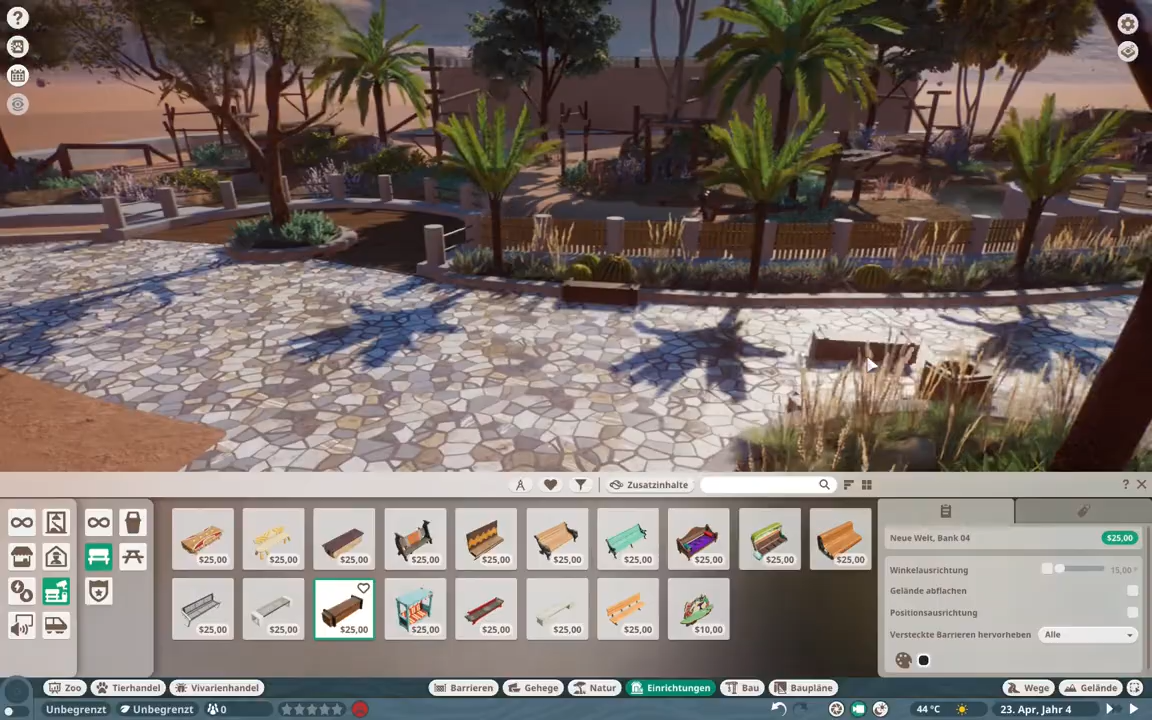 ?
Zusatzinhalte
?
$25,00 $25,00 $25,00 $25,00 $25,00 $25,00 $25,00 $25,00 $25,00 $25,00
$25,00 $25,00 $25,00 $25,00 $25,00 $25,00 $25,00 $10,00
Neue Welt, Bank 04 $25,00
Winkelausrichtung 15,00 °
Gelände abflachen
Positionsausrichtung
Versteckte Barrieren hervorheben Alle
Zoo Tierhandel Vivarienhandel Barrieren Gehege Natur Einrichtungen Bau Baupläne Wege Gelände
Unbegrenzt Unbegrenzt 0 44 °C 23. Apr, Jahr 4